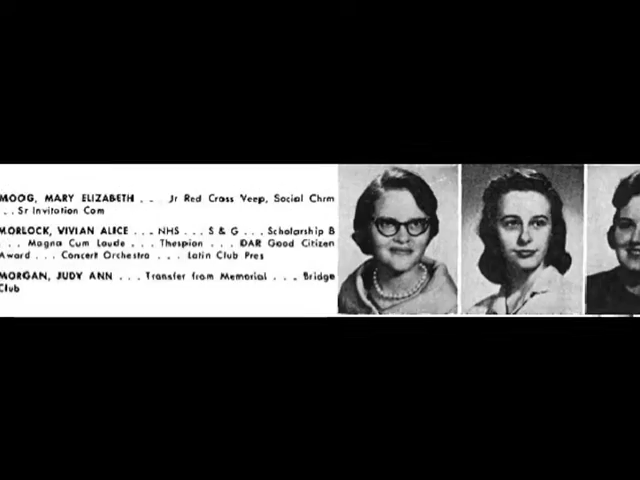 MOOG, MARY ELIZABETH . . . Jr Red Cross Veep, Social Chrm
. . Sr Invitation Com
MORLOCK, VIVIAN ALICE . . . NHS . . . S & G . . . Scholarship B
. . . Magna Cum Laude . . . Thespian . . . DAR Good Citizen
Award . . . Concert Orchestra . . . Latin Club Pres
MORGAN, JUDY ANN . . . Transfer from Memorial . . . Bridge
Club